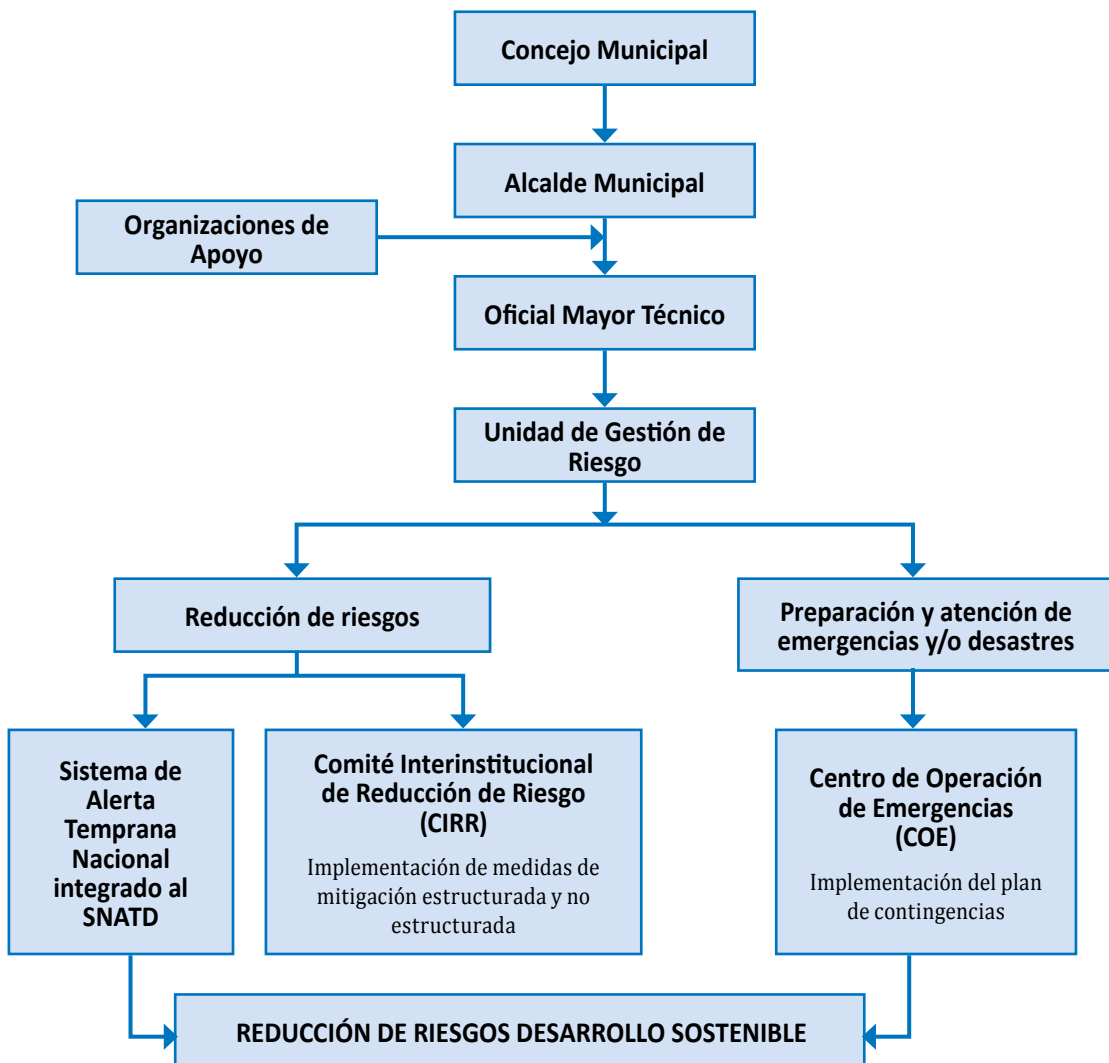 Concejo Municipal
Alcalde Municipal
Organizaciones de
Apoyo
Oficial Mayor Técnico
Unidad de Gestión de
Riesgo
Reducción de riesgos
Preparación y atención de
emergencias y/o desastres
Sistema de
Alerta
Temprana
Nacional
integrado al
SNATD
Comité Interinstitucional
de Reducción de Riesgo
(CIRR)
Implementación de medidas de
mitigación estructurada y no
estructurada
Centro de Operación
de Emergencias
(COE)
Implementación del plan
de contingencias
REDUCCIÓN DE RIESGOS DESARROLLO SOSTENIBLE